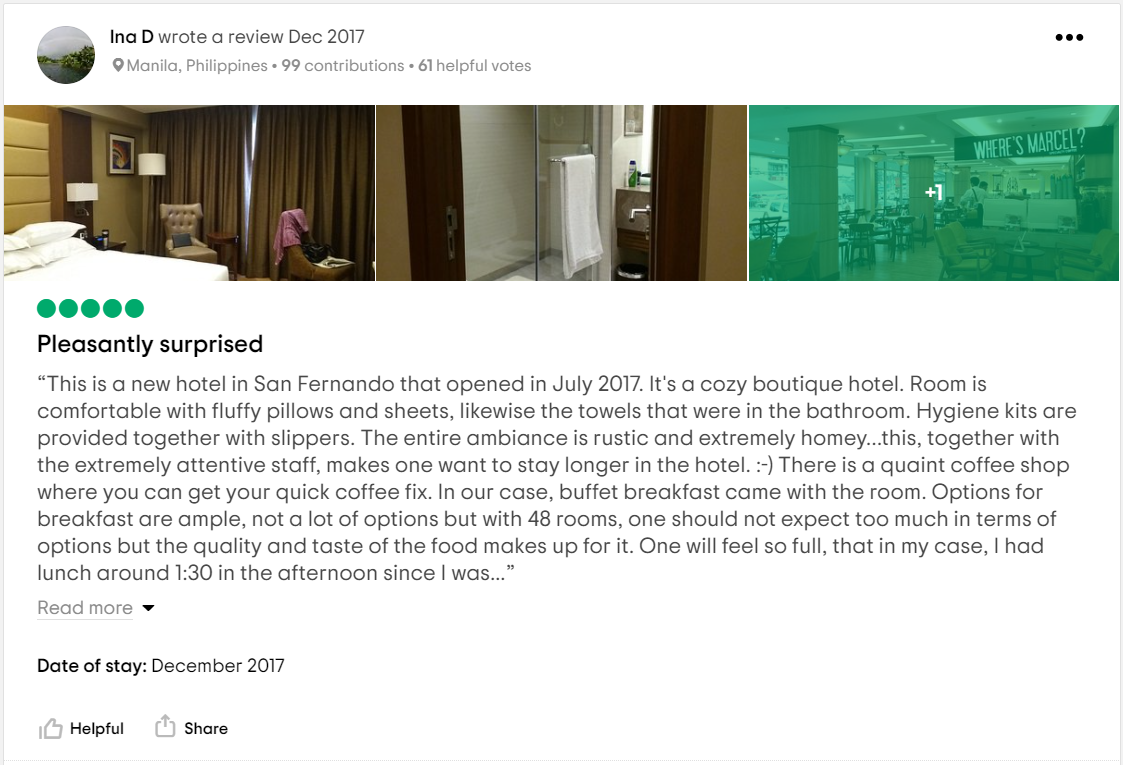 Ina D wrote a review Dec 2017
Manila, Philippines • 99 contributions • 61 helpful votes
WHERE'S MARCEL?
+1
Pleasantly surprised
“This is a new hotel in San Fernando that opened in July 2017. It's a cozy boutique hotel. Room is
comfortable with fluffy pillows and sheets, likewise the towels that were in the bathroom. Hygiene kits are
provided together with slippers. The entire ambiance is rustic and extremely homey...this, together with
the extremely attentive staff, makes one want to stay longer in the hotel. :-) There is a quaint coffee shop
where you can get your quick coffee fix. In our case, buffet breakfast came with the room. Options for
breakfast are ample, not a lot of options but with 48 rooms, one should not expect too much in terms of
options but the quality and taste of the food makes up for it. One will feel so full, that in my case, I had
lunch around 1:30 in the afternoon since I was...”
Read more
Date of stay: December 2017
Helpful Share